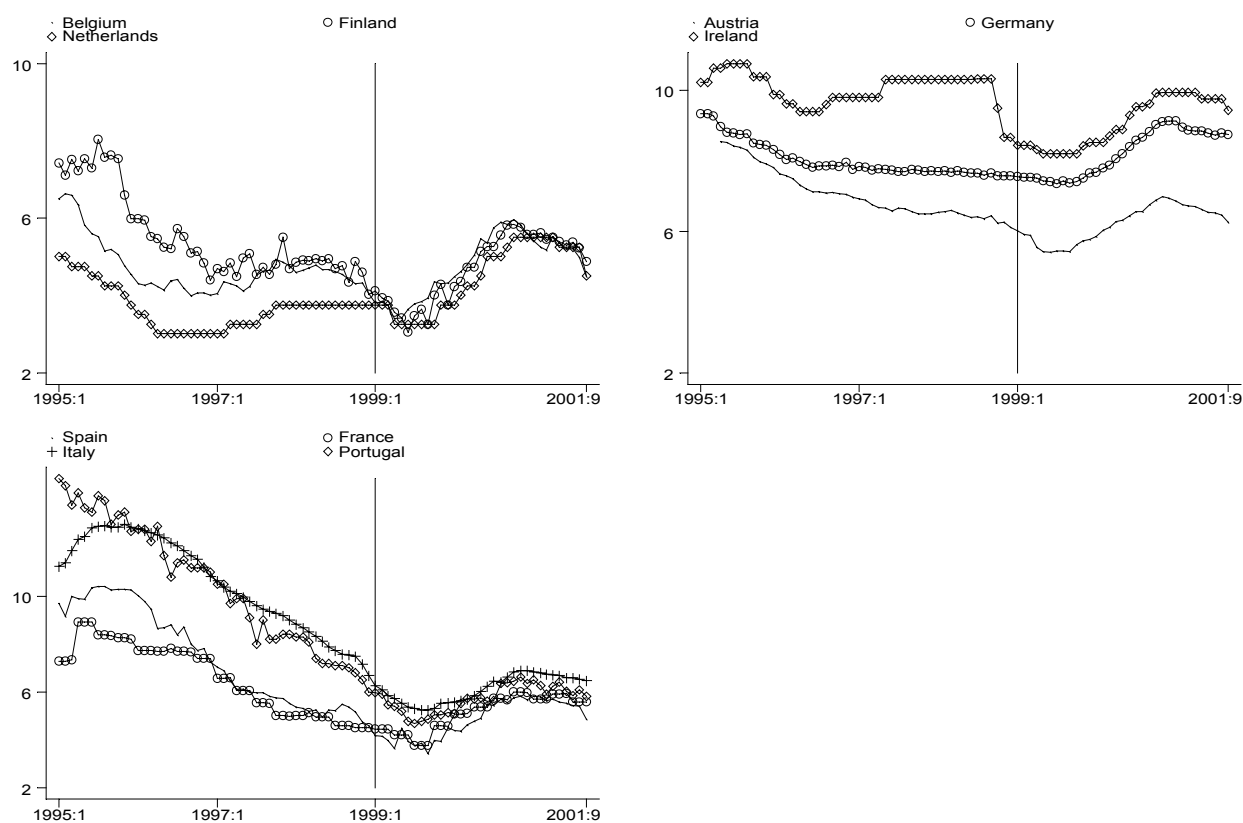 Belgium
Finland
Netherlands
10
6
2
1995:1 1997:1 1999:1 2001:9
Austria
Germany
Ireland
10
6
2
1995:1 1997:1 1999:1 2001:9
Spain
France
Italy
Portugal
10
6
2
1995:1 1997:1 1999:1 2001:9